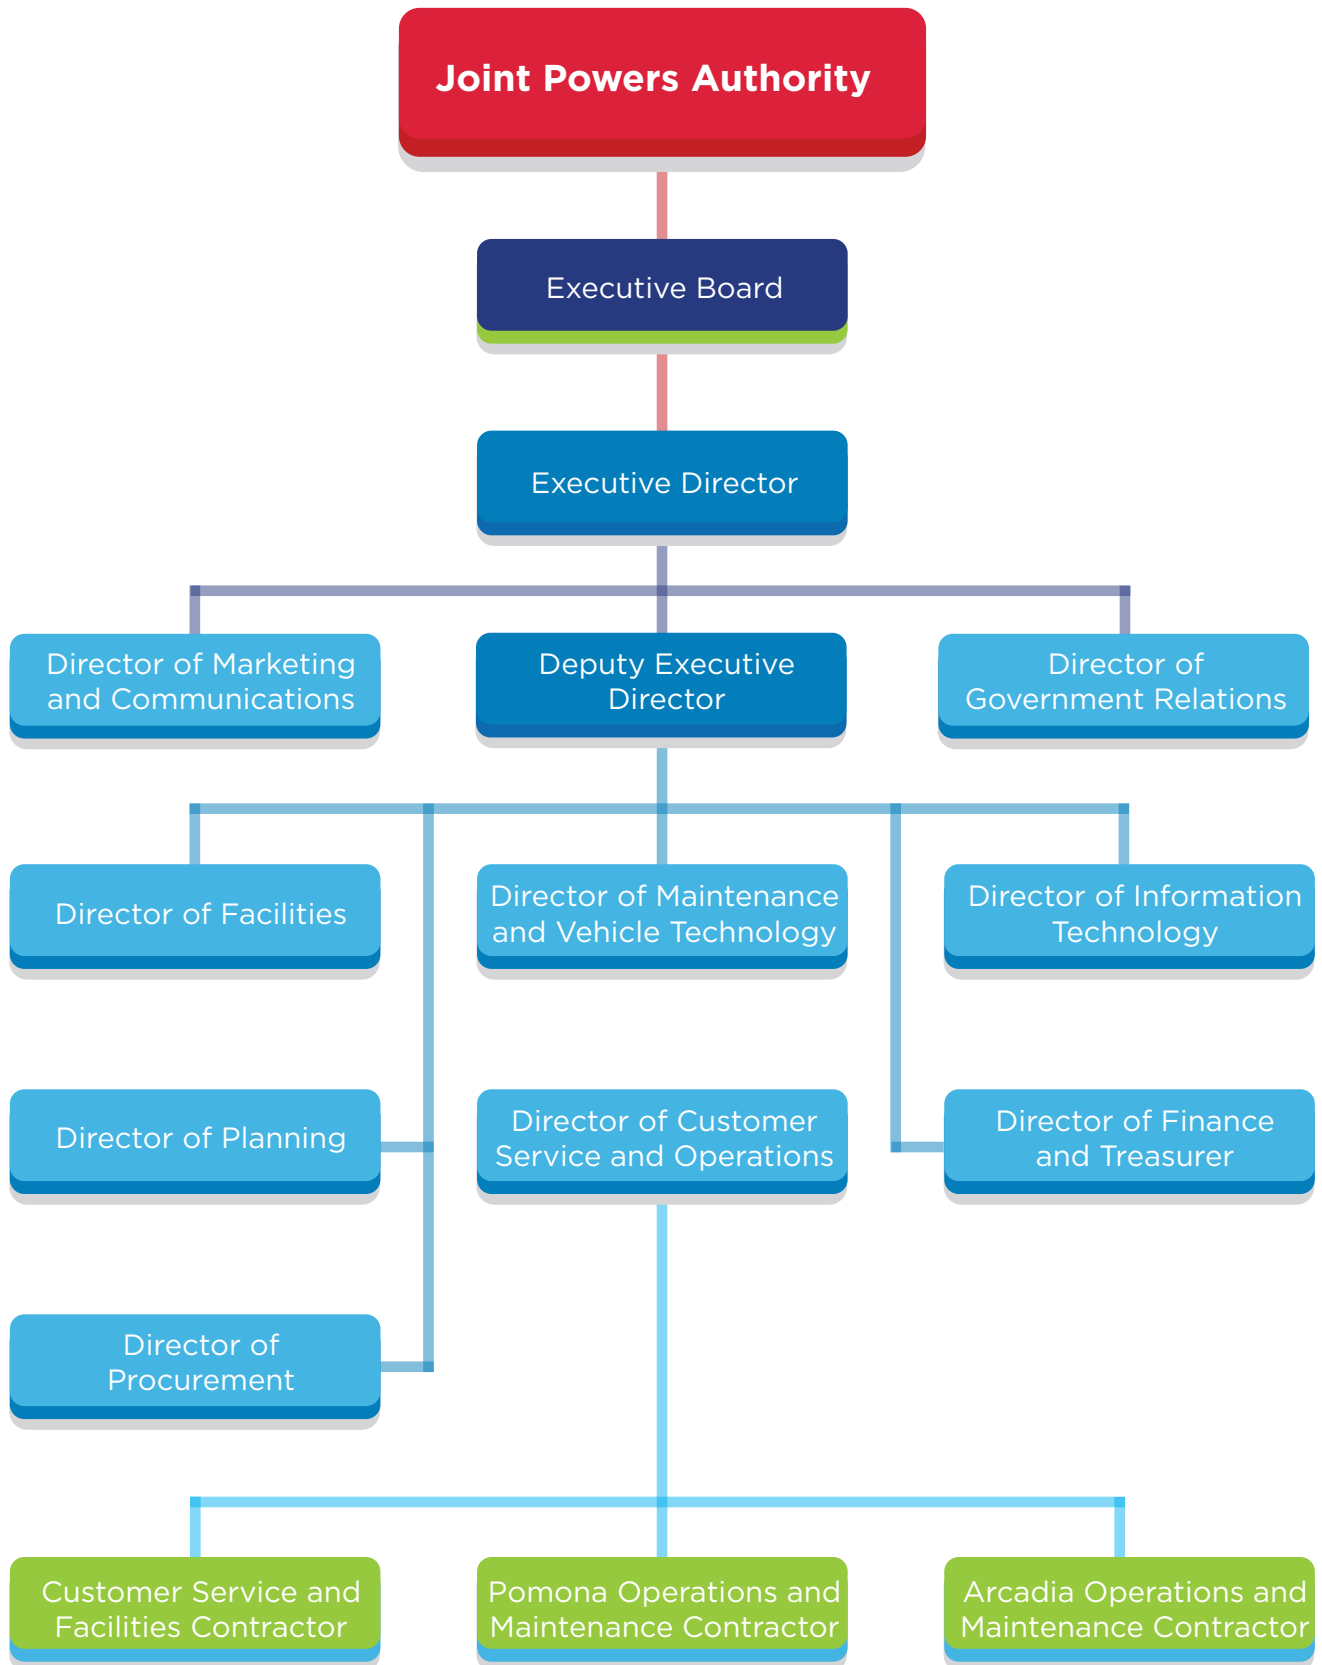 Joint Powers Authority
Executive Board
Executive Director
Director of Marketing
and Communications
Deputy Executive
Director
Director of
Government Relations
Director of Facilities
Director of Maintenance
and Vehicle Technology
Director of Information
Technology
Director of Planning
Director of Customer
Service and Operations
Director of Finance
and Treasurer
Director of
Procurement
Customer Service and
Facilities Contractor
Pomona Operations and
Maintenance Contractor
Arcadia Operations and
Maintenance Contractor